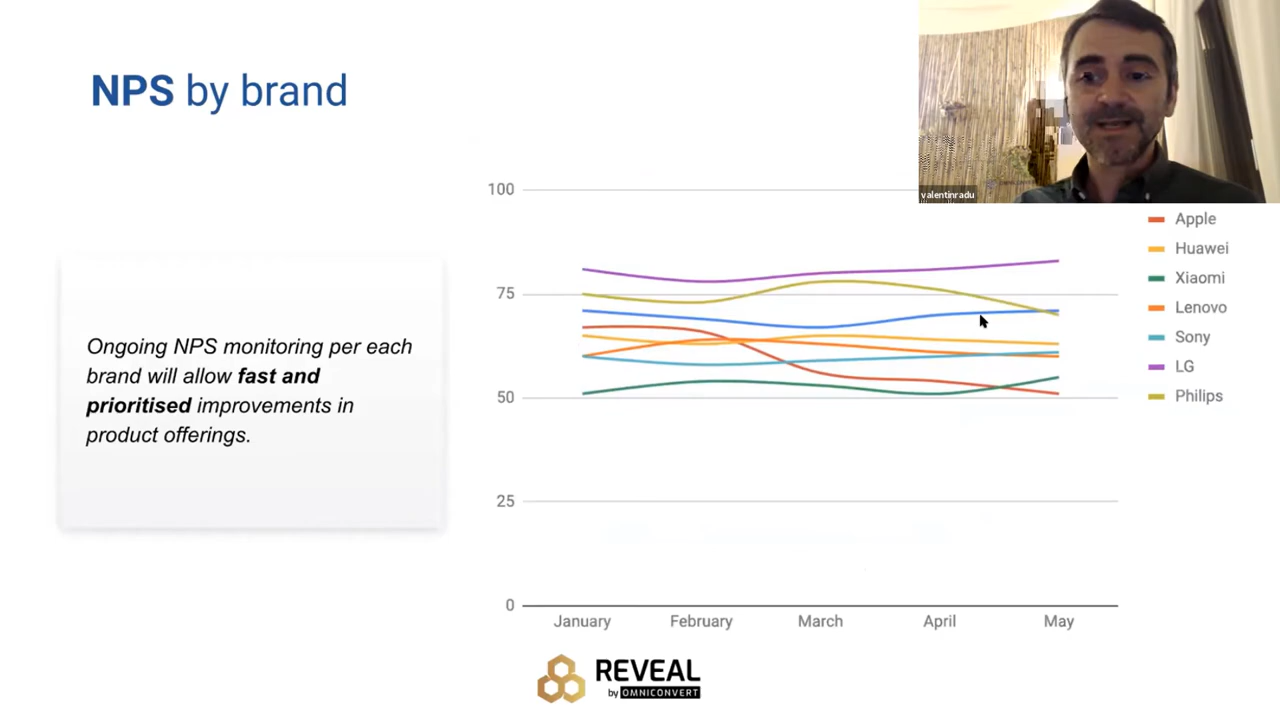 NPS by brand
valentinradu
100
75
50
25
0
Apple
Huawei
Xiaomi
Lenovo
Sony
LG
Philips
Ongoing NPS monitoring per each
brand will allow fast and
prioritised improvements in
product offerings.
January February March April May
REVEAL
by OMNICONVERT